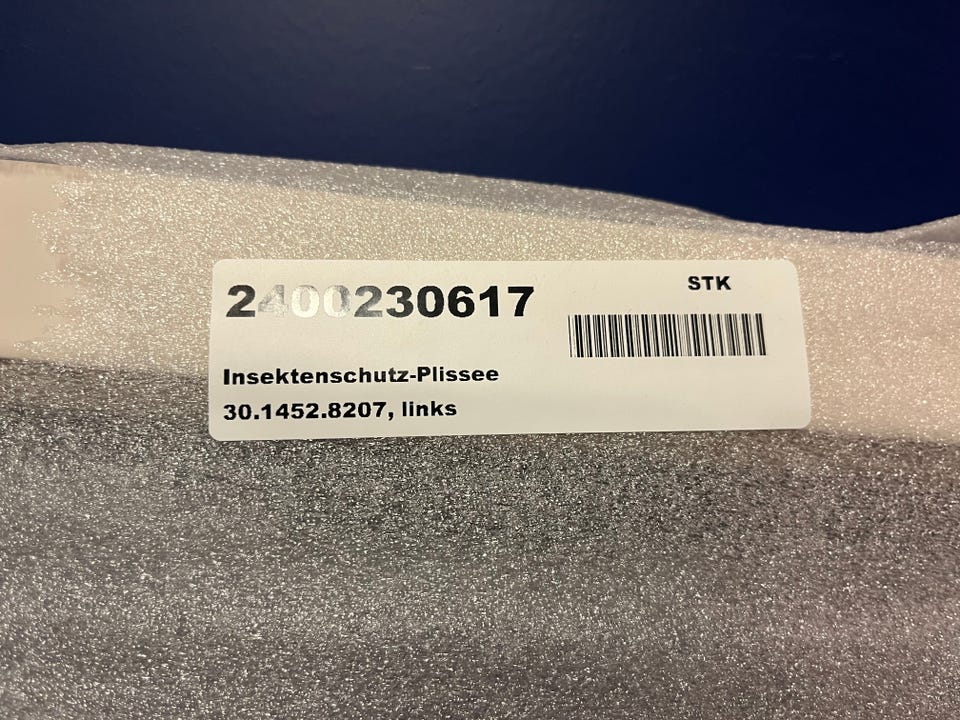 2400230617
STK
Insektenschutz-Plissee
30.1452.8207, links